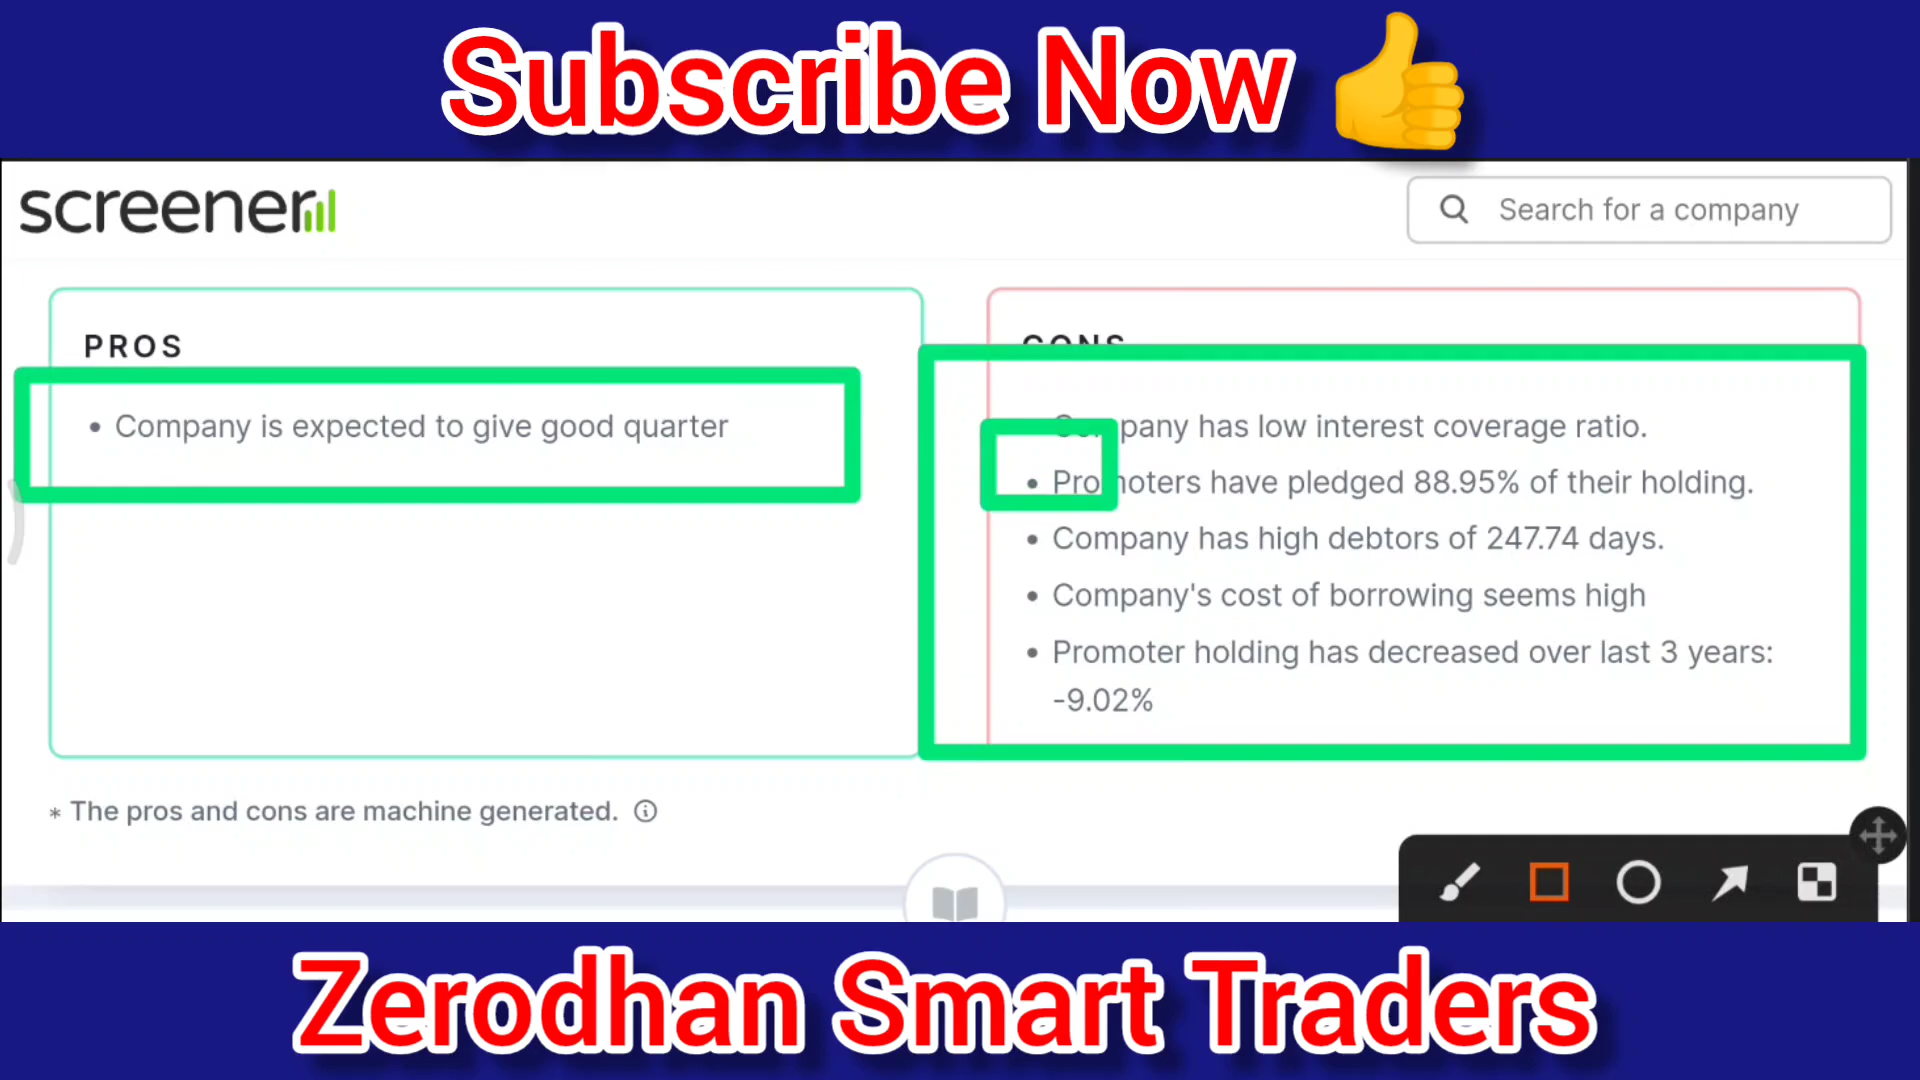 Subscribe Now
screener
Search for a company
PROS
CONS
• Company is expected to give good quarter
Company has low interest coverage ratio.
• Promoters have pledged 88.95% of their holding.
• Company has high debtors of 247.74 days.
• Company's cost of borrowing seems high
• Promoter holding has decreased over last 3 years:
-9.02%
* The pros and cons are machine generated.
Zerodhan Smart Traders